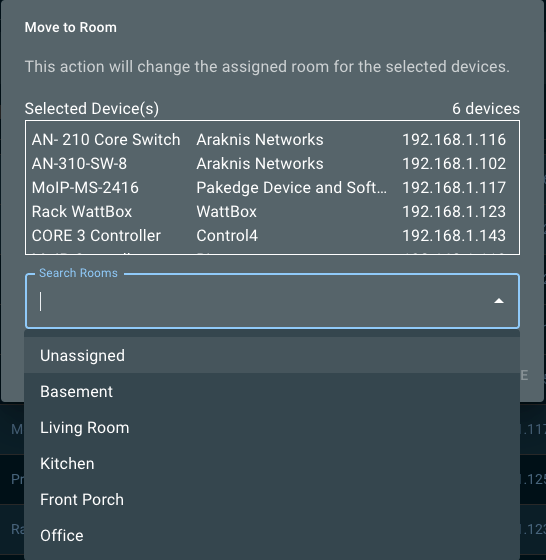 Move to Room
This action will change the assigned room for the selected devices.
Selected Device(s) 6 devices
AN- 210 Core Switch Araknis Networks 192.168.1.116
AN-310-SW-8 Araknis Networks 192.168.1.102
MoIP-MS-2416 Pakedge Device and Soft... 192.168.1.117
Rack WattBox WattBox 192.168.1.123
CORE 3 Controller Control4 192.168.1.143
Search Rooms
Unassigned
Basement
Living Room
Kitchen
Front Porch
Office